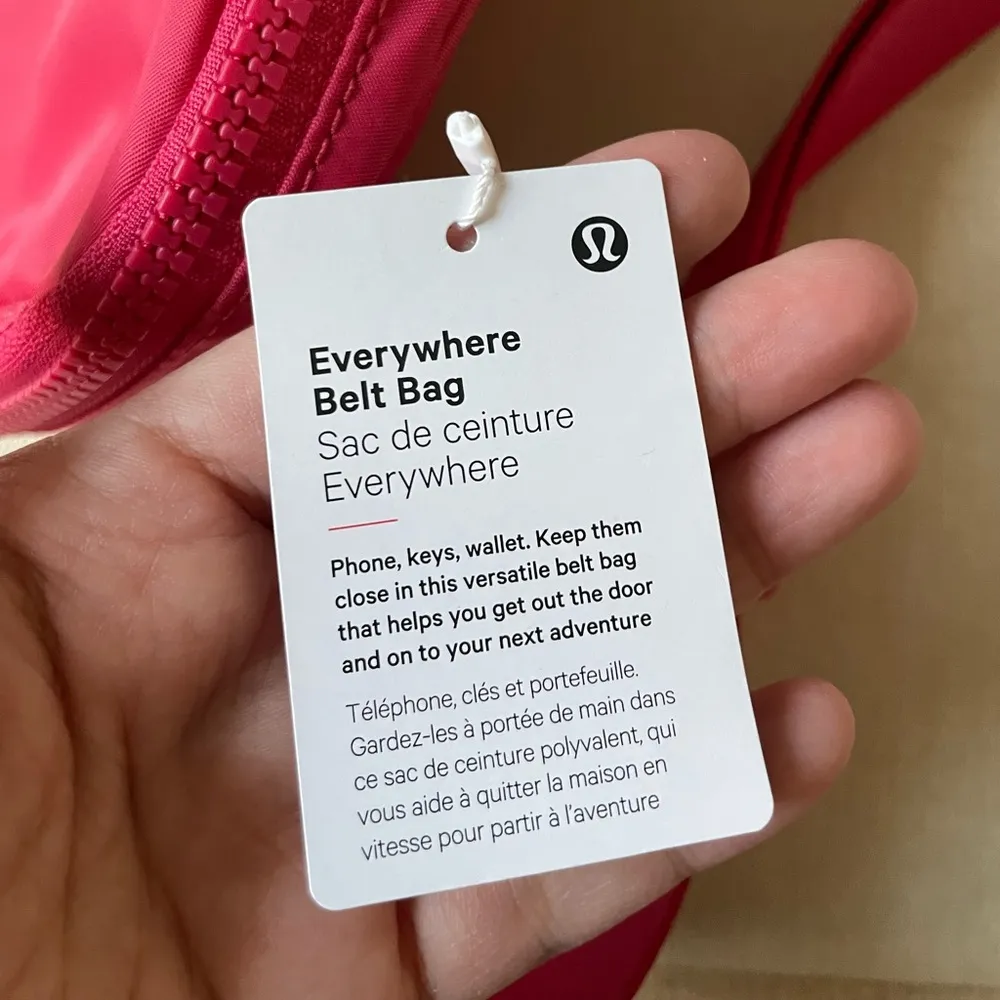 Everywhere
Belt Bag
Sac de ceinture
Everywhere
Phone, keys, wallet. Keep them
close in this versatile belt bag
that helps you get out the door
and on to your next adventure
Téléphone, clés et portefeuille.
Gardez-les à portée de main dans
ce sac de ceinture polyvalent, qui
vous aide à quitter la maison en
vitesse pour partir à l'aventure